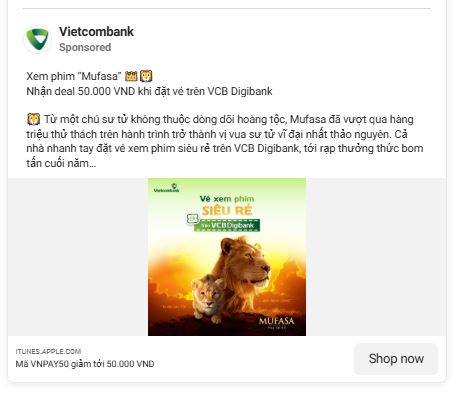 Vietcombank
Sponsored
Xem phim “Mufasa” 🎬🦁
Nhận deal 50.000 VND khi đặt vé trên VCB Digibank
🦁 Từ một chú sư tử không thuộc dòng dõi hoàng tộc, Mufasa đã vượt qua hàng
triệu thử thách trên hành trình trở thành vị vua sư tử vĩ đại nhất thảo nguyên. Cả
nhà nhanh tay đặt vé xem phim siêu rẻ trên VCB Digibank, tới rạp thưởng thức bom
tấn cuối năm...
Vietcombank
Vé xem phim
SIÊU RẺ
trên VCBDigibank
MUFASA
ITUNES.APPLE.COM
Mã VNPAY50 giảm tới 50.000 VND
Shop now